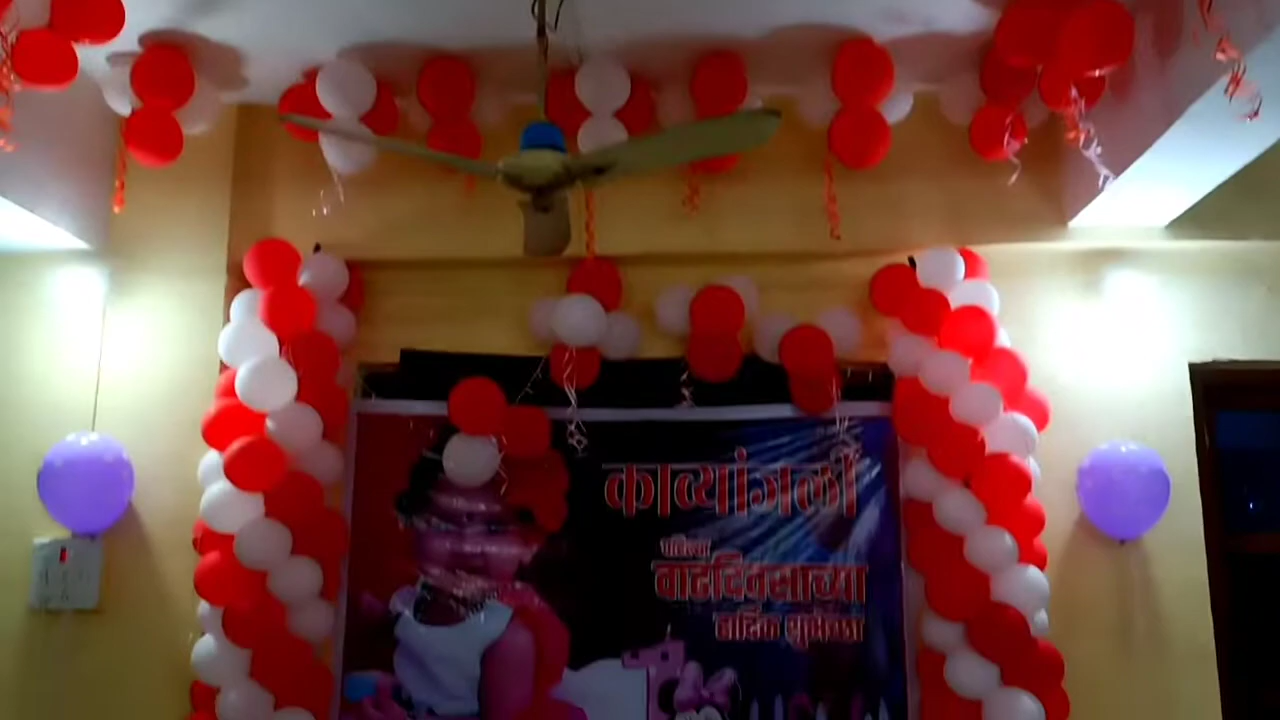 काव्यांजली
पहिल्या
वाढदिवसाच्या
हार्दिक शुभेच्छा